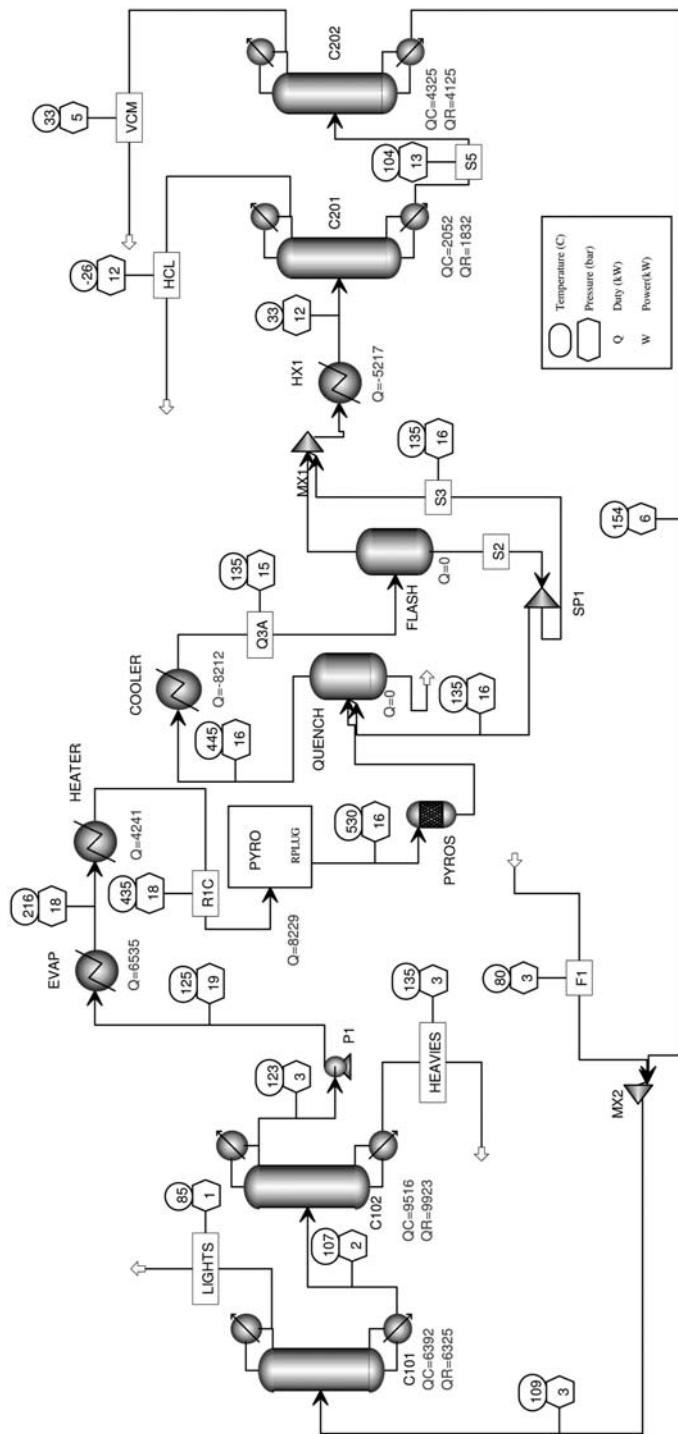 LIGHTS
85
1
C101
QC=6392
QR=6325
109
3
107
2
C102
QC=9516
QR=9923
123
3
P1
HEAVIES
135
3
125
19
EVAP
Q=6535
216
18
HEATER
Q=4241
435
18
R1C
PYRO
RPLUG
Q=8229
530
16
PYROS
QUENCH
Q=0
445
16
COOLER
Q=-8212
Q3A
135
15
FLASH
Q=0
135
16
S2
SP1
S3
135
16
MX1
HX1
Q=-5217
33
12
C201
QC=2052
QR=1832
HCL
-26
12
S5
104
13
C202
QC=4325
QR=4125
VCM
33
5
154
6
F1
80
3
MX2
Temperature (C)
Pressure (bar)
Q Duty (kW)
W Power(kW)